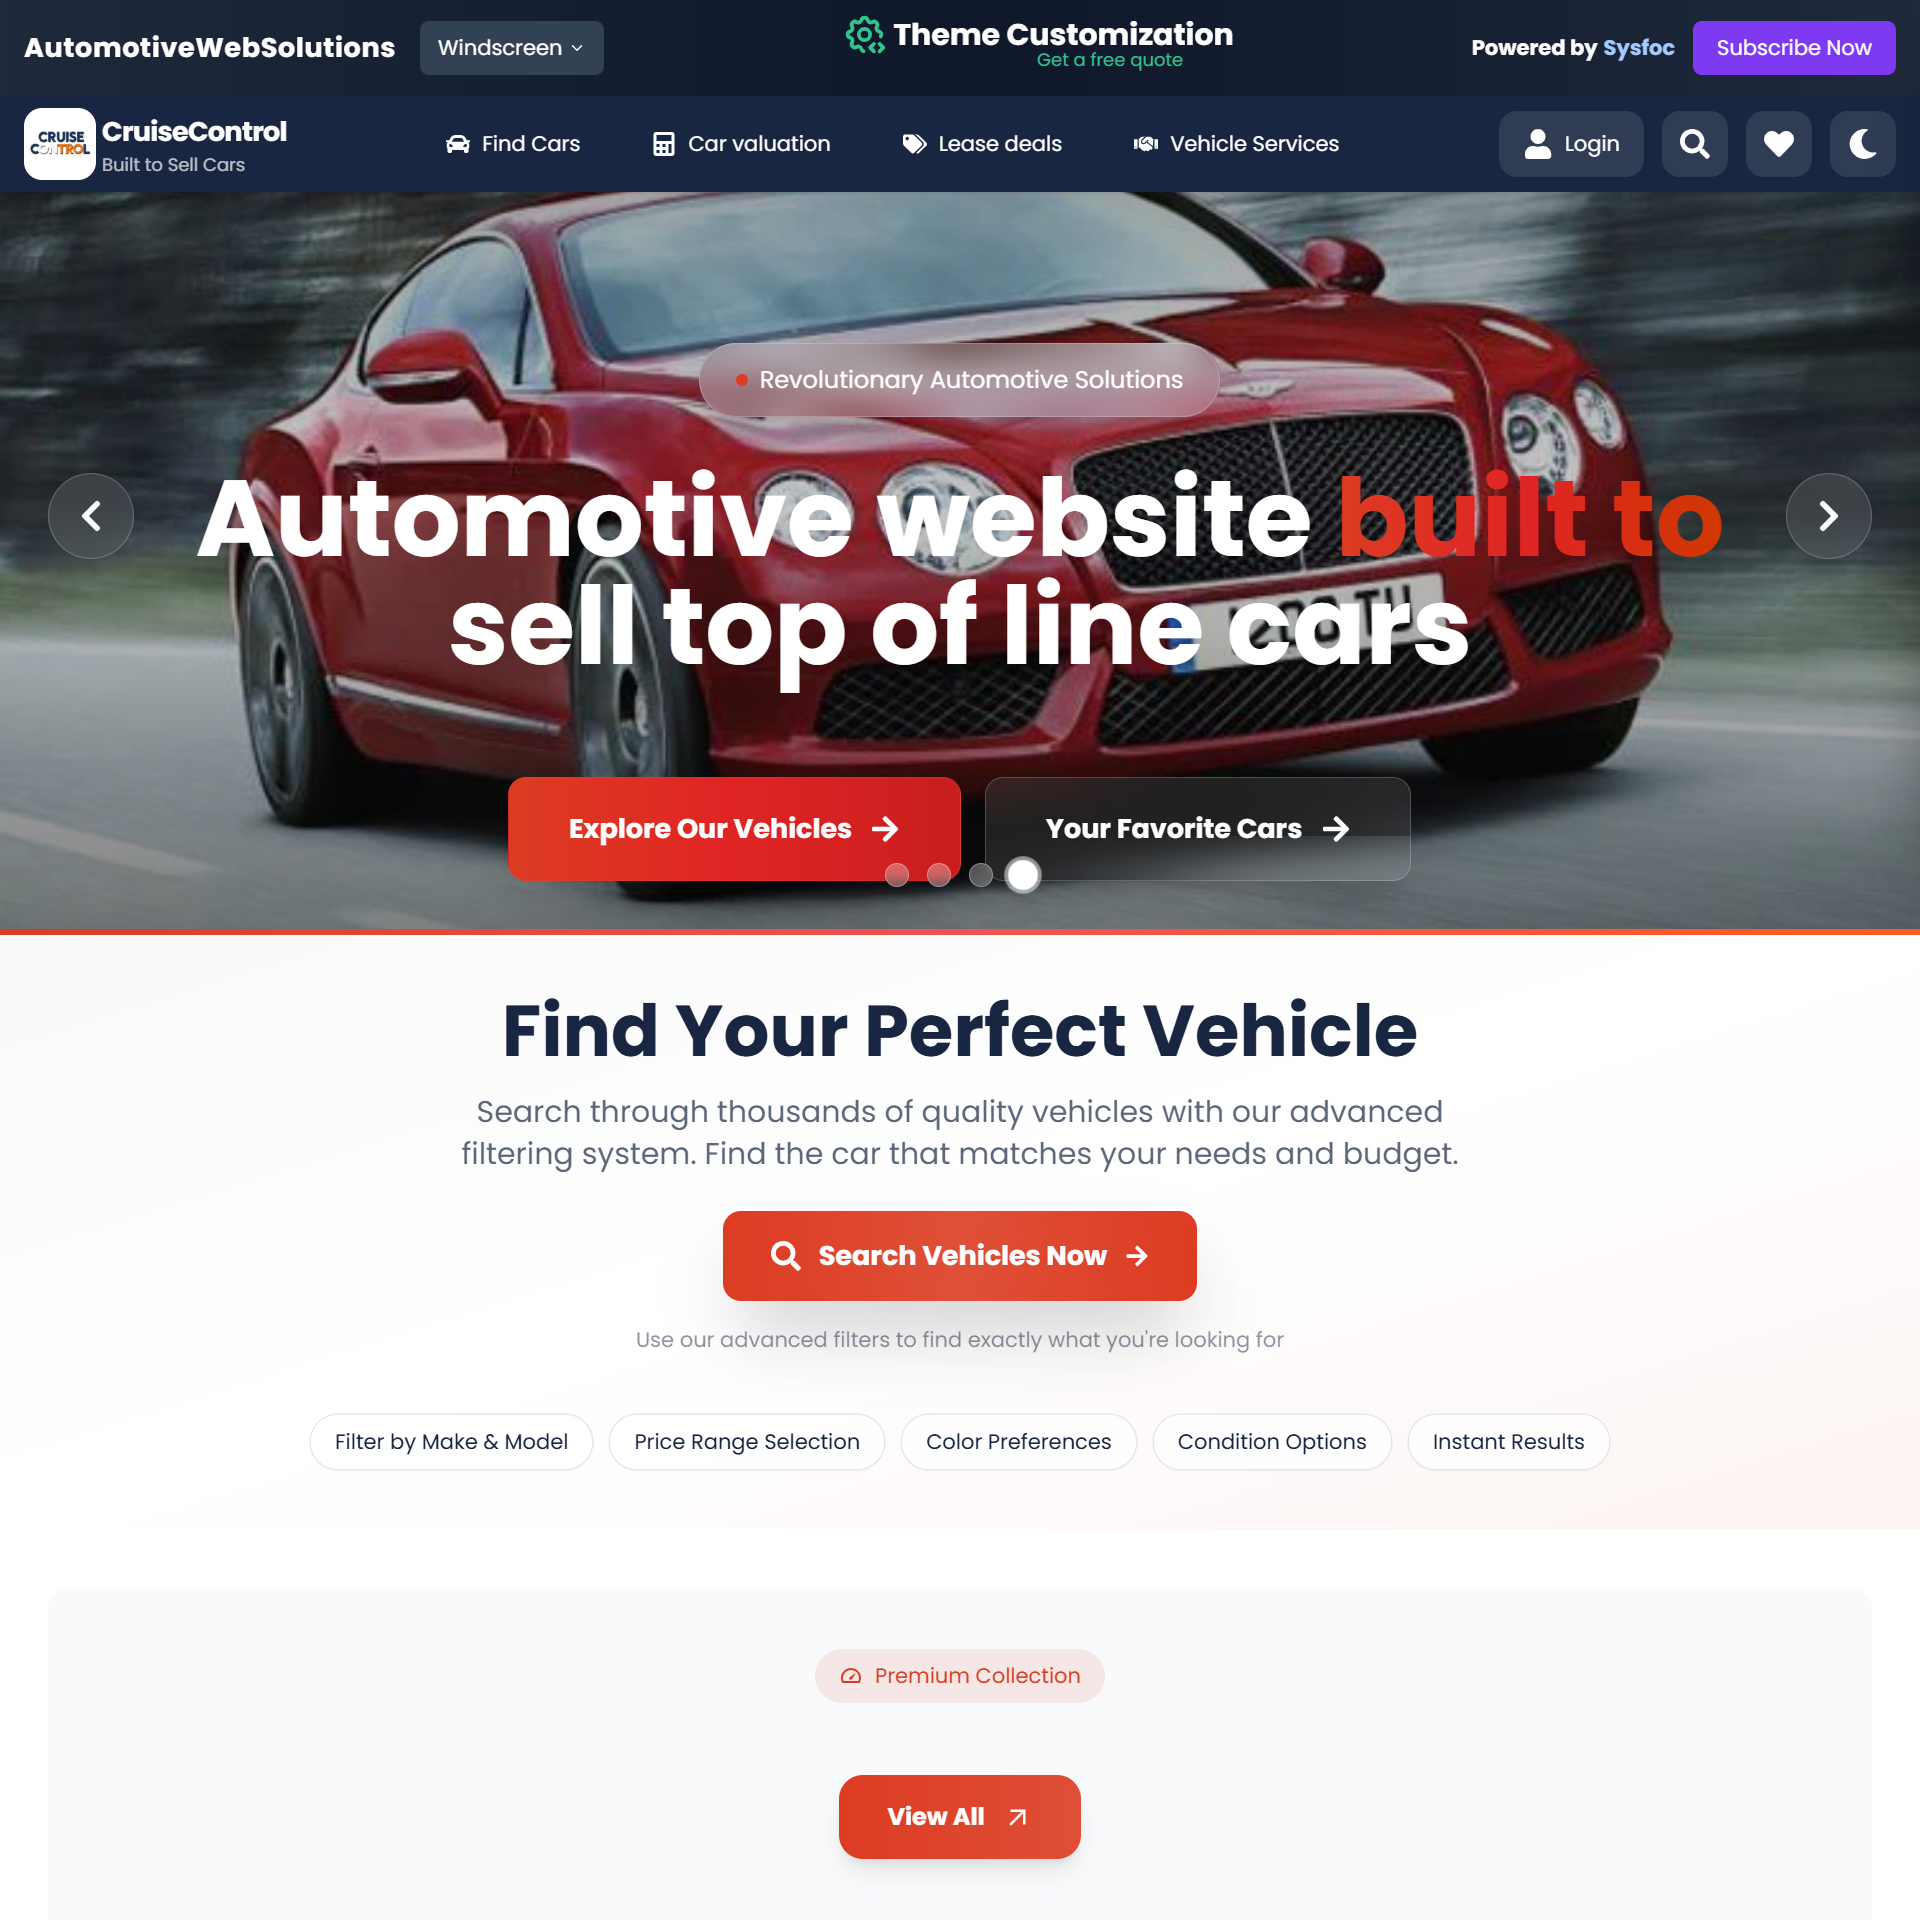 AutomotiveWebSolutions
Windscreen
Theme Customization
Get a free quote
Powered by Sysfoc
Subscribe Now
CRUISE
CONTROL
CruiseControl
Built to Sell Cars
Find Cars
Car valuation
Lease deals
Vehicle Services
Login
Revolutionary Automotive Solutions
Automotive website built to
sell top of line cars
Explore Our Vehicles
Your Favorite Cars
Find Your Perfect Vehicle
Search through thousands of quality vehicles with our advanced
filtering system. Find the car that matches your needs and budget.
Search Vehicles Now
Use our advanced filters to find exactly what you're looking for
Filter by Make & Model
Price Range Selection
Color Preferences
Condition Options
Instant Results
Premium Collection
View All